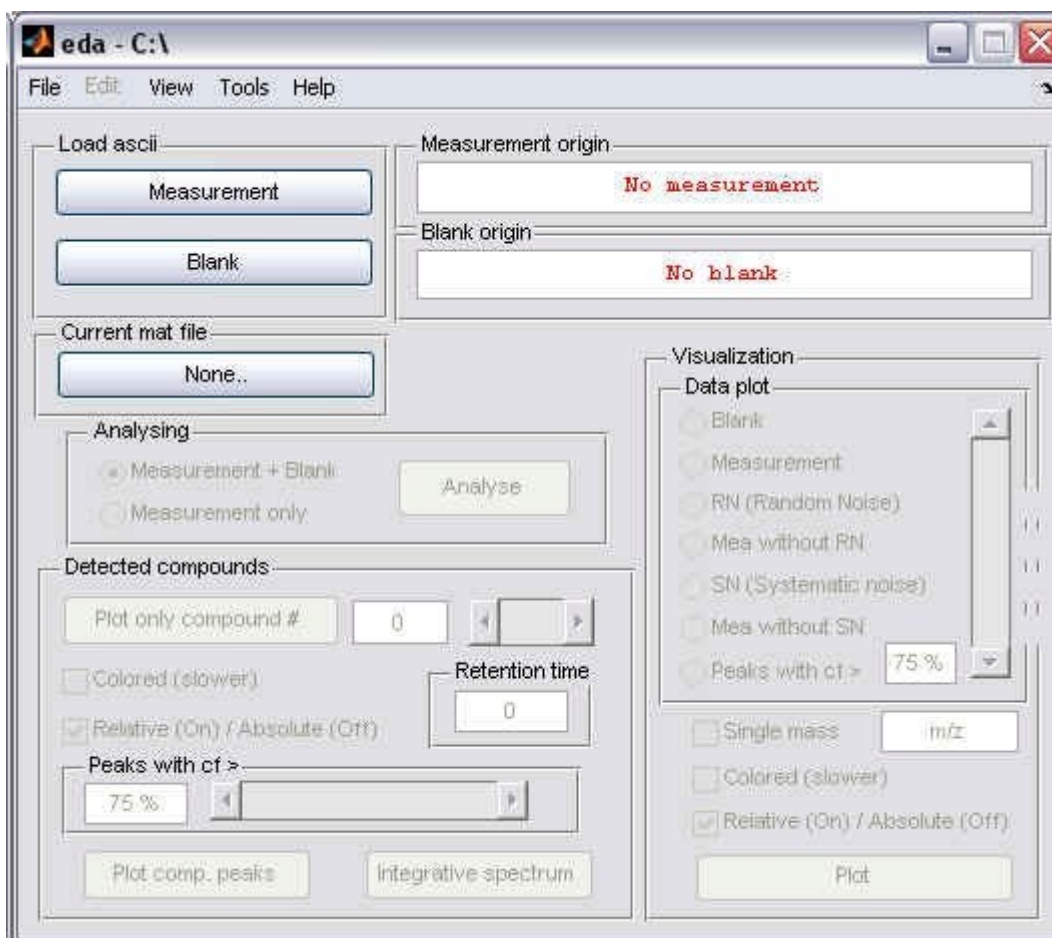 eda - C:\
File Edit View Tools Help
Load ascii
Measurement
Blank
Measurement origin
No measurement
Blank origin
No blank
Current mat file
None..
Analysing
Measurement + Blank
Measurement only
Analyse
Detected compounds
Plot only compound #
0
Colored (slower)
Relative (On) / Absolute (Off)
Retention time
0
Peaks with cf >
75 %
Plot comp. peaks
Integrative spectrum
Visualization
Data plot
Blank
Measurement
RN (Random Noise)
Mea without RN
SN (Systematic noise)
Mea without SN
Peaks with cf > 75 %
Single mass m/z
Colored (slower)
Relative (On) / Absolute (Off)
Plot